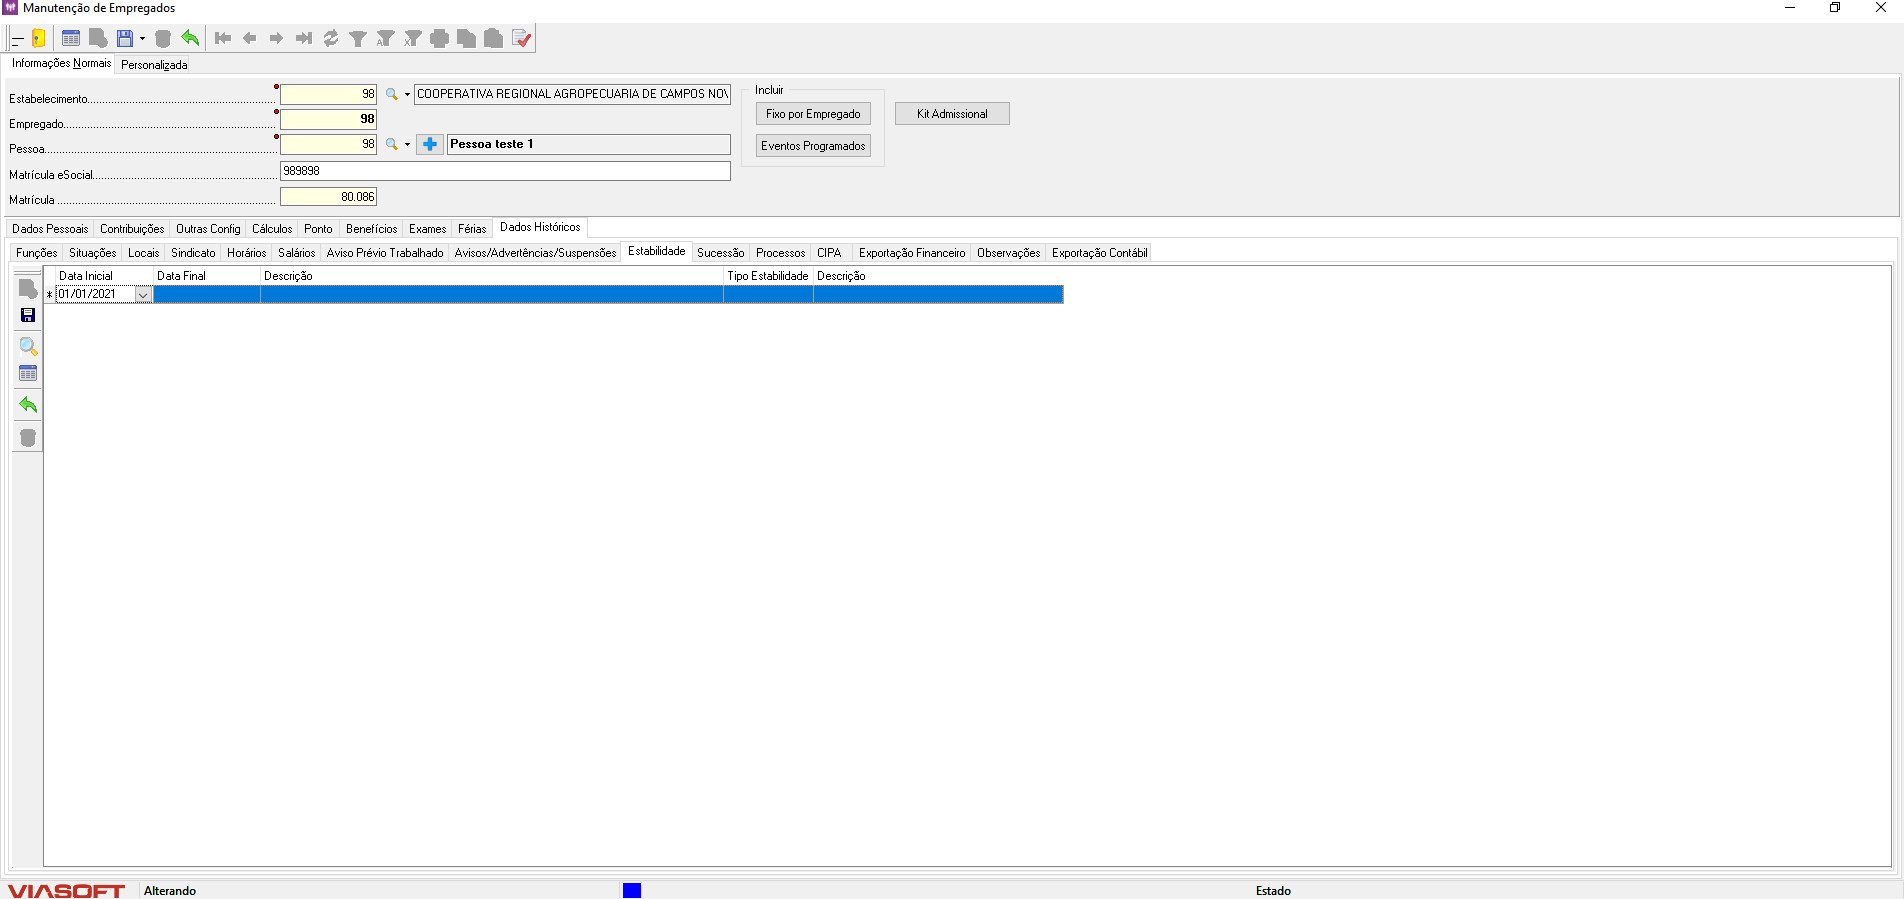 Manutenção de Empregados
Informações Normais Personalizada
Estabelecimento 98 COOPERATIVA REGIONAL AGROPECUARIA DE CAMPOS NOV
Empregado 98
Pessoa 98 Pessoa teste 1
Matrícula eSocial 989898
Matrícula 80.086
Incluir
Fixo por Empregado
Eventos Programados
Kit Admissional
Dados Pessoais Contribuições Outras Config Cálculos Ponto Benefícios Exames Férias Dados Históricos
Funções Situações Locais Sindicato Horários Salários Aviso Prévio Trabalhado Avisos/Advertências/Suspensões Estabilidade Sucessão Processos CIPA Exportação Financeiro Observações Exportação Contábil
Data Inicial Data Final Descrição Tipo Estabilidade Descrição
* 01/01/2021
VIASOFT Alterando Estado